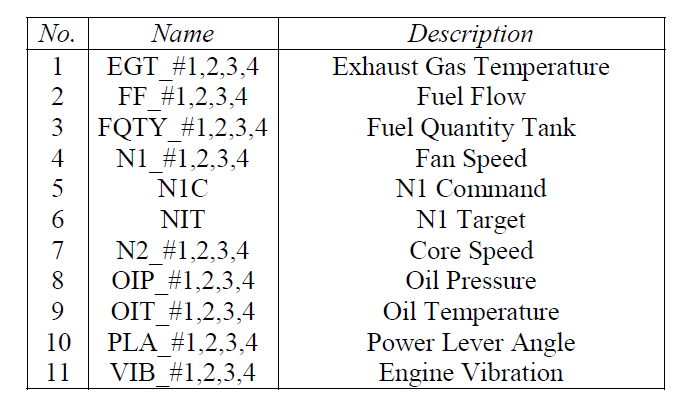 No. Name Description
1 EGT_#1,2,3,4 Exhaust Gas Temperature
2 FF_#1,2,3,4 Fuel Flow
3 FQTY_#1,2,3,4 Fuel Quantity Tank
4 N1_#1,2,3,4 Fan Speed
5 N1C N1 Command
6 NIT N1 Target
7 N2_#1,2,3,4 Core Speed
8 OIP_#1,2,3,4 Oil Pressure
9 OIT_#1,2,3,4 Oil Temperature
10 PLA_#1,2,3,4 Power Lever Angle
11 VIB_#1,2,3,4 Engine Vibration